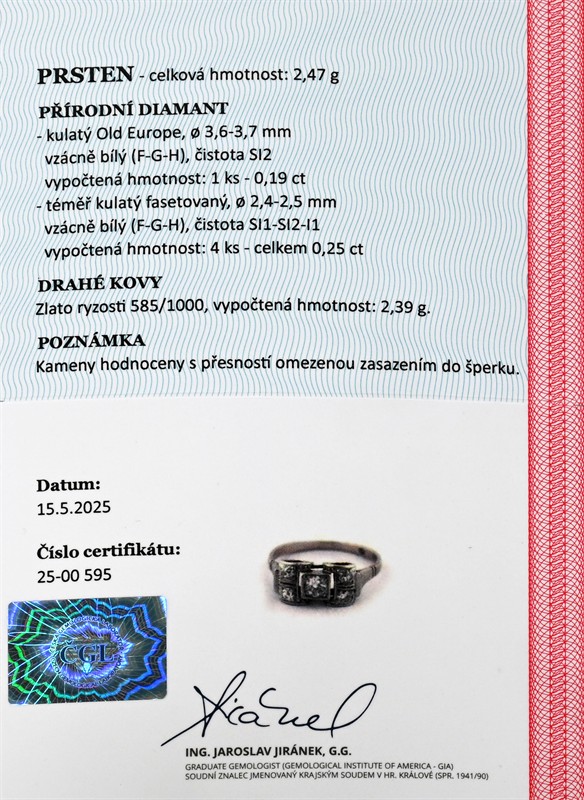 PRSTEN - celková hmotnost: 2,47 g
PŘÍRODNÍ DIAMANT
- kulatý Old Europe, ø 3,6-3,7 mm
vzácně bílý (F-G-H), čistota SI2
vypočtená hmotnost: 1 ks - 0,19 ct
- téměř kulatý fasetovaný, ø 2,4-2,5 mm
vzácně bílý (F-G-H), čistota SI1-SI2-I1
vypočtená hmotnost: 4 ks - celkem 0,25 ct
DRAHÉ KOVY
Zlato ryzosti 585/1000, vypočtená hmotnost: 2,39 g.
POZNÁMKA
Kameny hodnoceny s přesností omezenou zasazením do šperku.
Datum:
15.5.2025
Číslo certifikátu:
25-00 595
ČGL
ING. JAROSLAV JIRÁNEK, G.G.
GRADUATE GEMOLOGIST (GEMOLOGICAL INSTITUTE OF AMERICA - GIA)
SOUDNÍ ZNALEC JMENOVANÝ KRAJSKÝM SOUDEM V HR. KRÁLOVÉ (SPR. 1941/90)